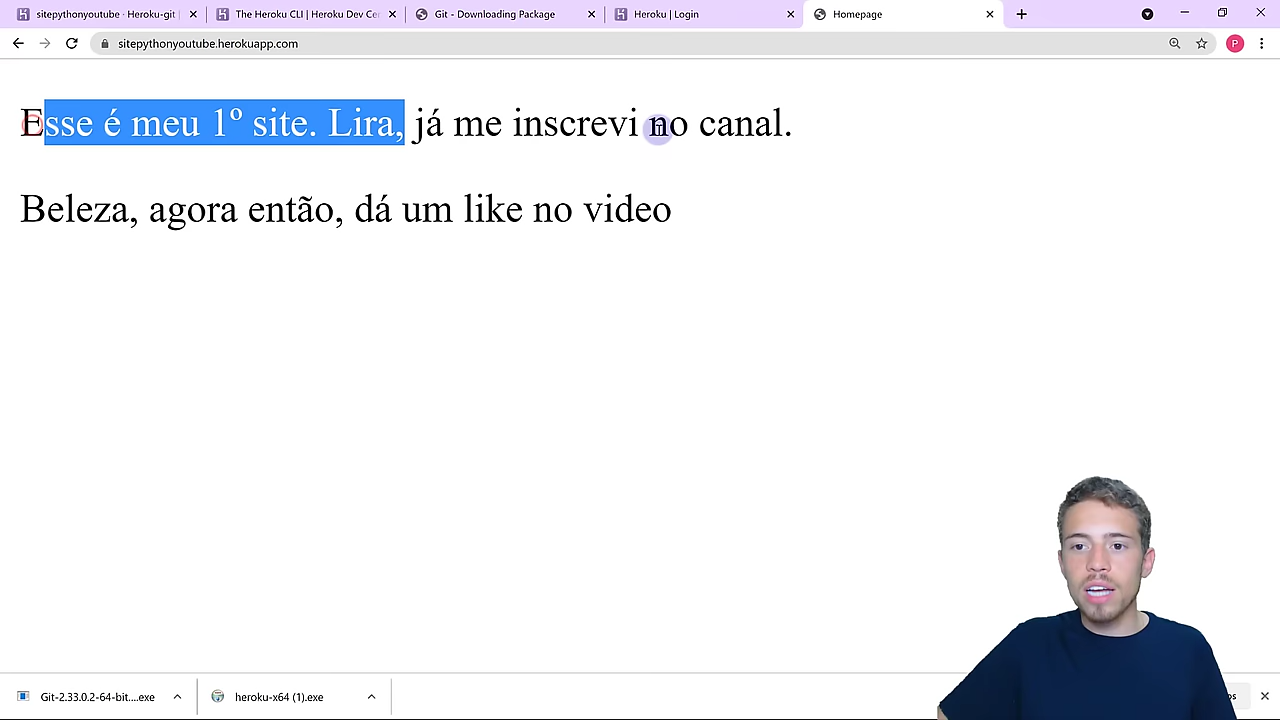 sitepythonyoutube · Heroku-git
The Heroku CLI | Heroku Dev Ce
Git - Downloading Package
Heroku | Login
Homepage
sitepythonyoutube.herokuapp.com
P
Esse é meu 1º site. Lira, já me inscrevi no canal.
Beleza, agora então, dá um like no video
Git-2.33.0.2-64-bit....exe
heroku-x64 (1).exe